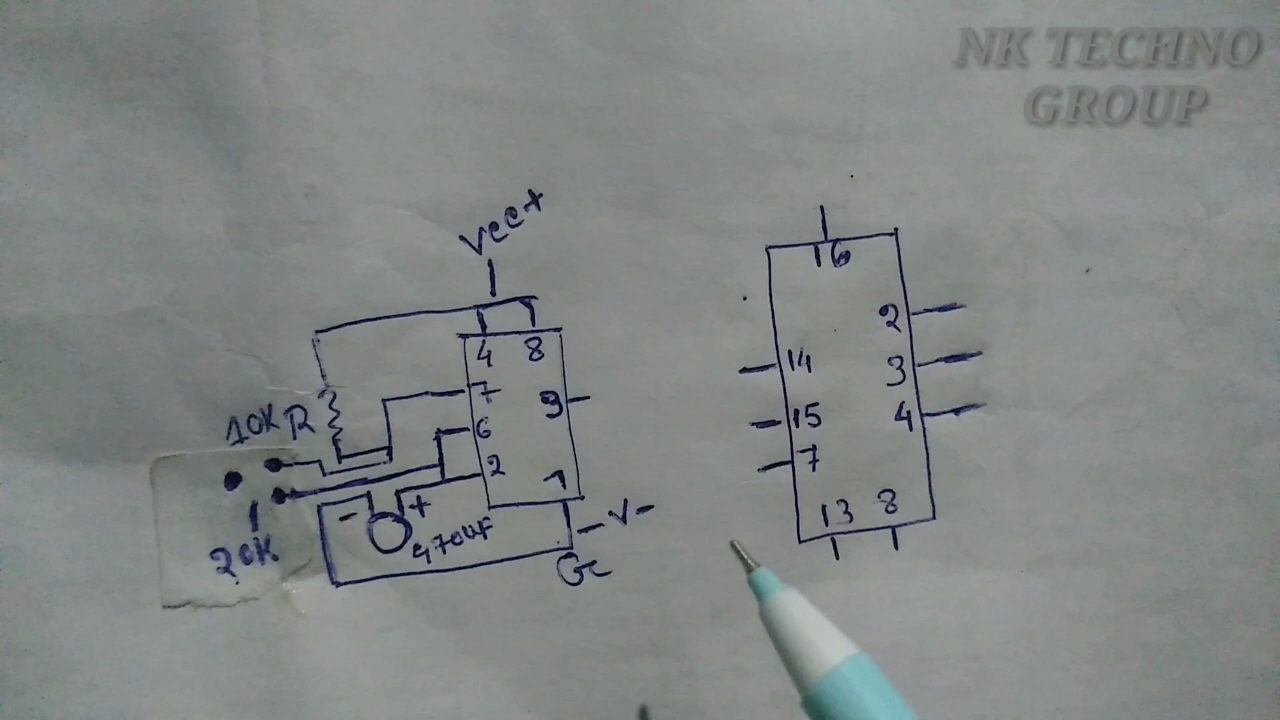 NK TECHNO
GROUP
Vcc+
4 8
7
6
2
9
1
10K R
- +
470uF
20K
-V-
16
2
14
3
15
4
7
13 8